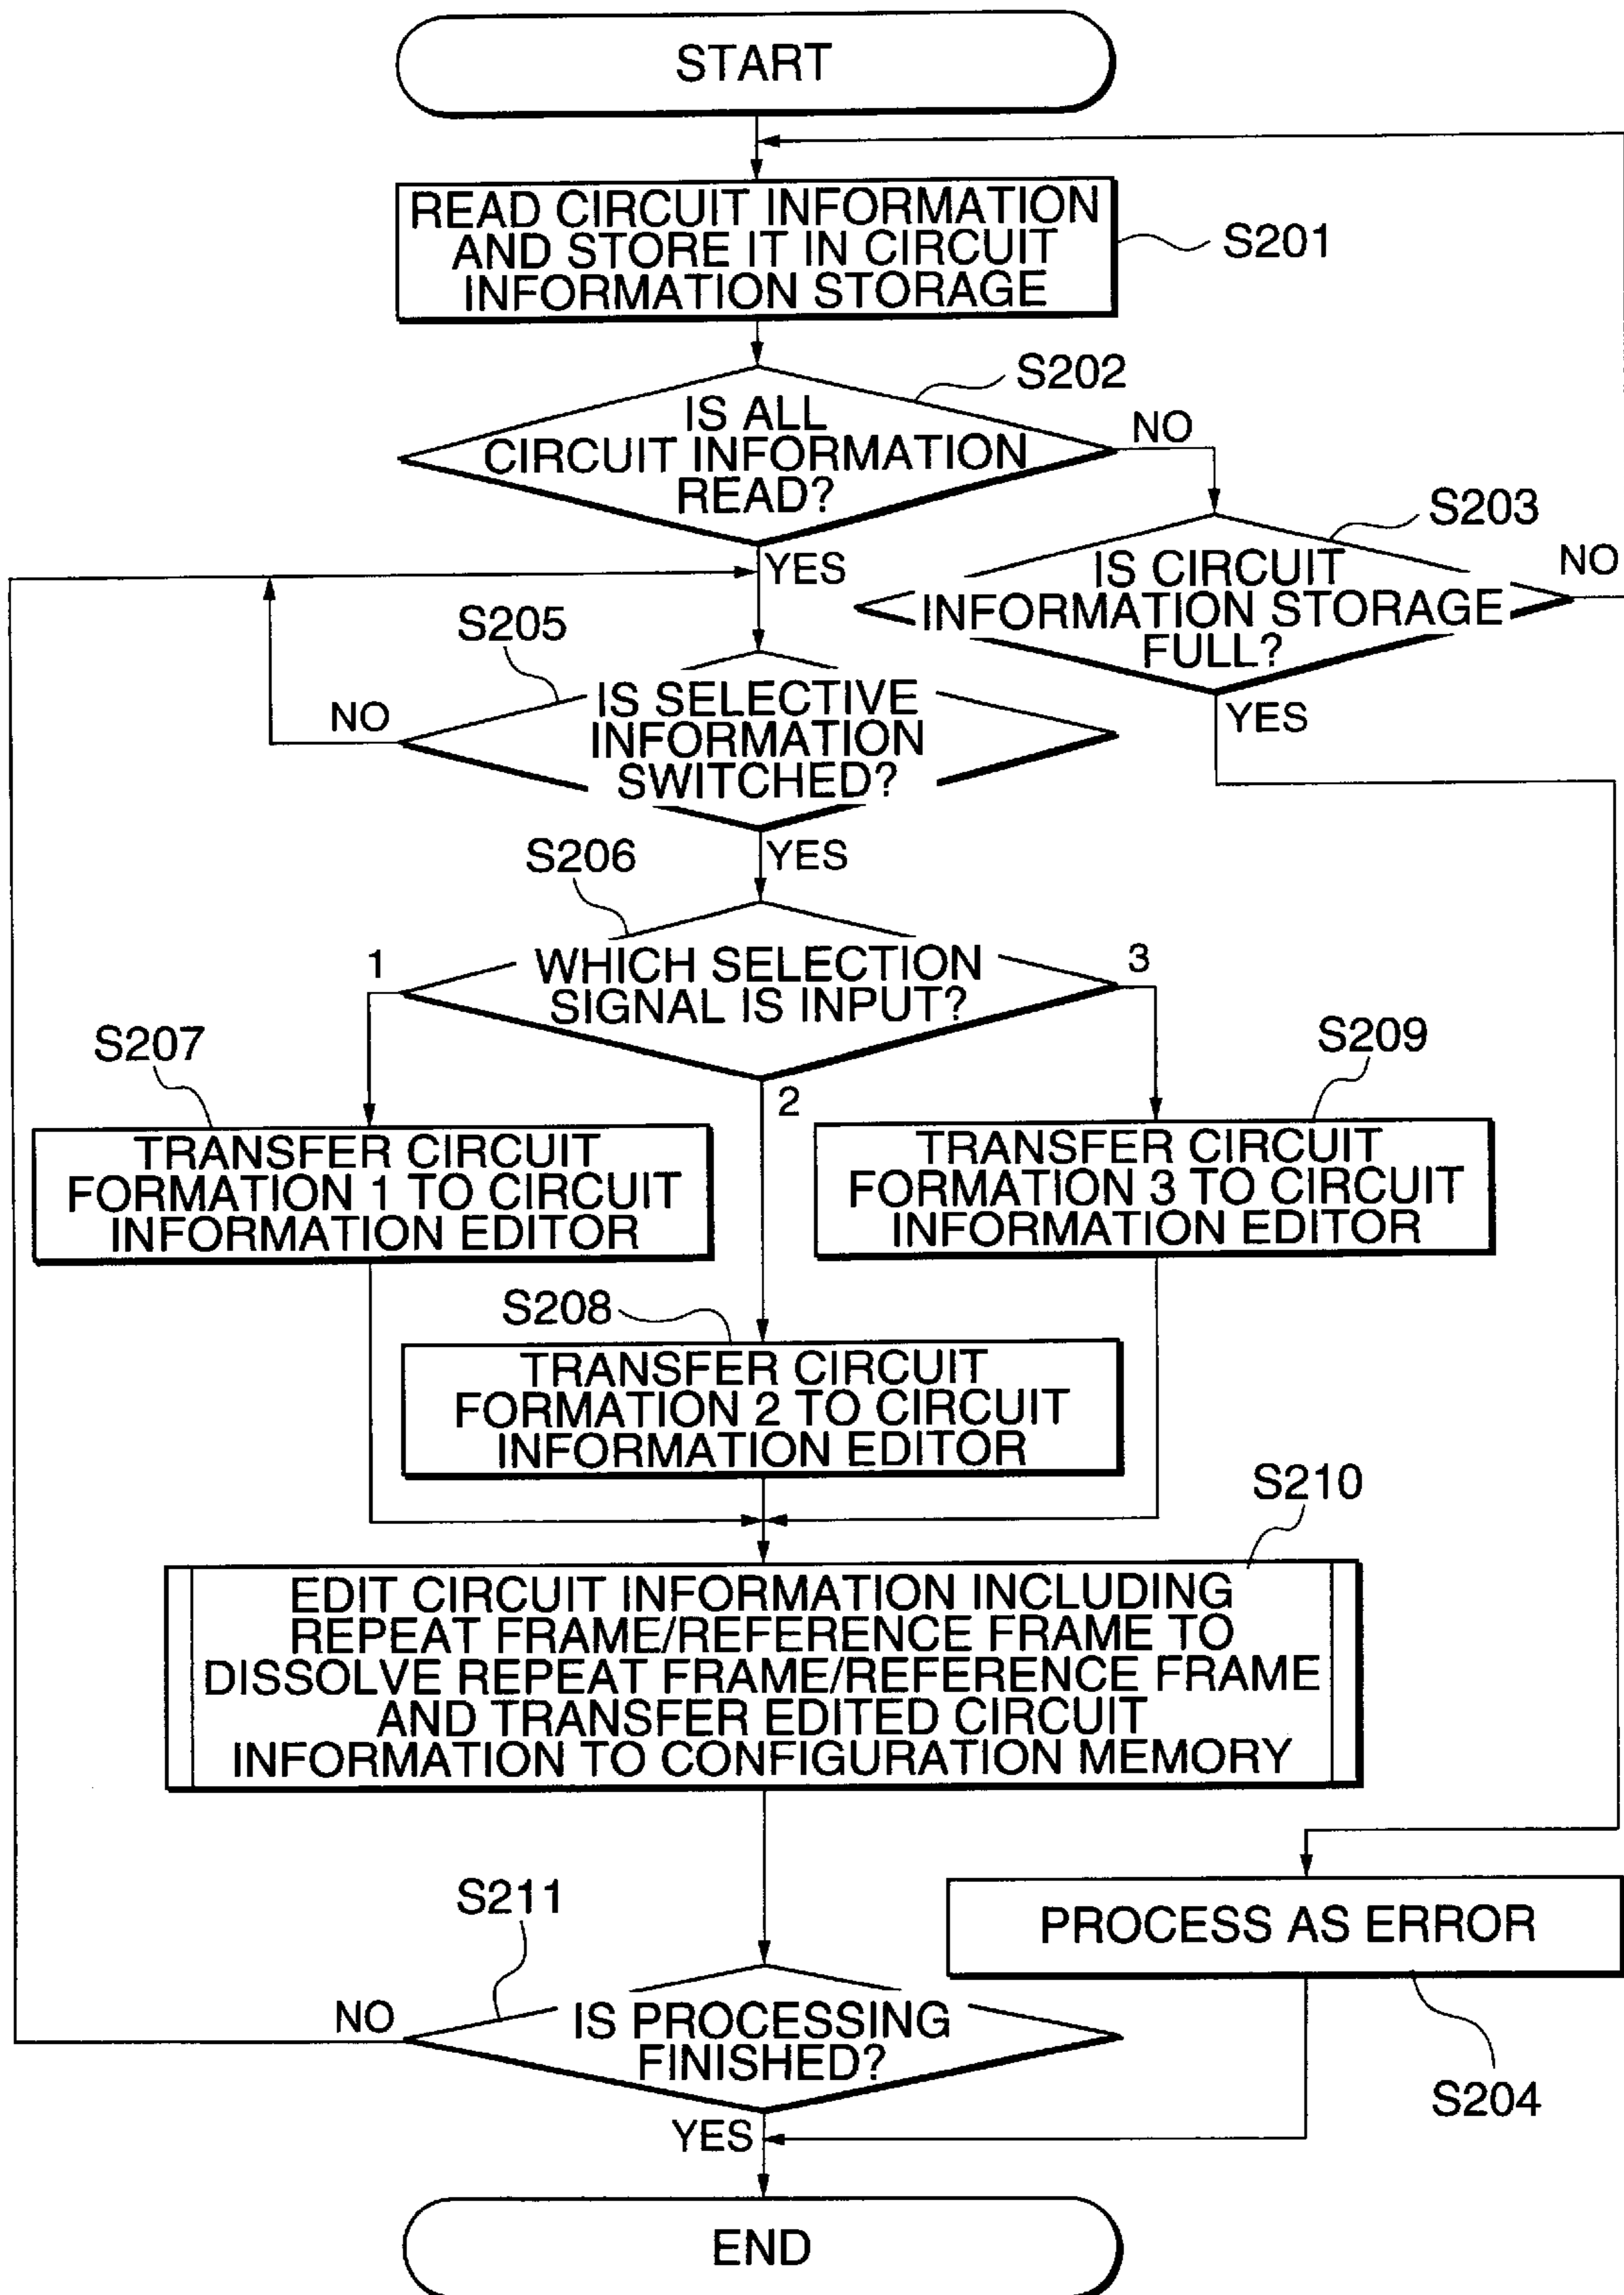 START
READ CIRCUIT INFORMATION
AND STORE IT IN CIRCUIT
INFORMATION STORAGE
S201
S202
IS ALL
CIRCUIT INFORMATION
READ?
NO
YES
S203
IS CIRCUIT
INFORMATION STORAGE
FULL?
NO
YES
S205
IS SELECTIVE
INFORMATION
SWITCHED?
NO
YES
S206
WHICH SELECTION
SIGNAL IS INPUT?
1
2
3
S207
TRANSFER CIRCUIT
FORMATION 1 TO CIRCUIT
INFORMATION EDITOR
S209
TRANSFER CIRCUIT
FORMATION 3 TO CIRCUIT
INFORMATION EDITOR
S208
TRANSFER CIRCUIT
FORMATION 2 TO CIRCUIT
INFORMATION EDITOR
S210
EDIT CIRCUIT INFORMATION INCLUDING
REPEAT FRAME/REFERENCE FRAME TO
DISSOLVE REPEAT FRAME/REFERENCE FRAME
AND TRANSFER EDITED CIRCUIT
INFORMATION TO CONFIGURATION MEMORY
S211
IS PROCESSING
FINISHED?
NO
YES
PROCESS AS ERROR
S204
END